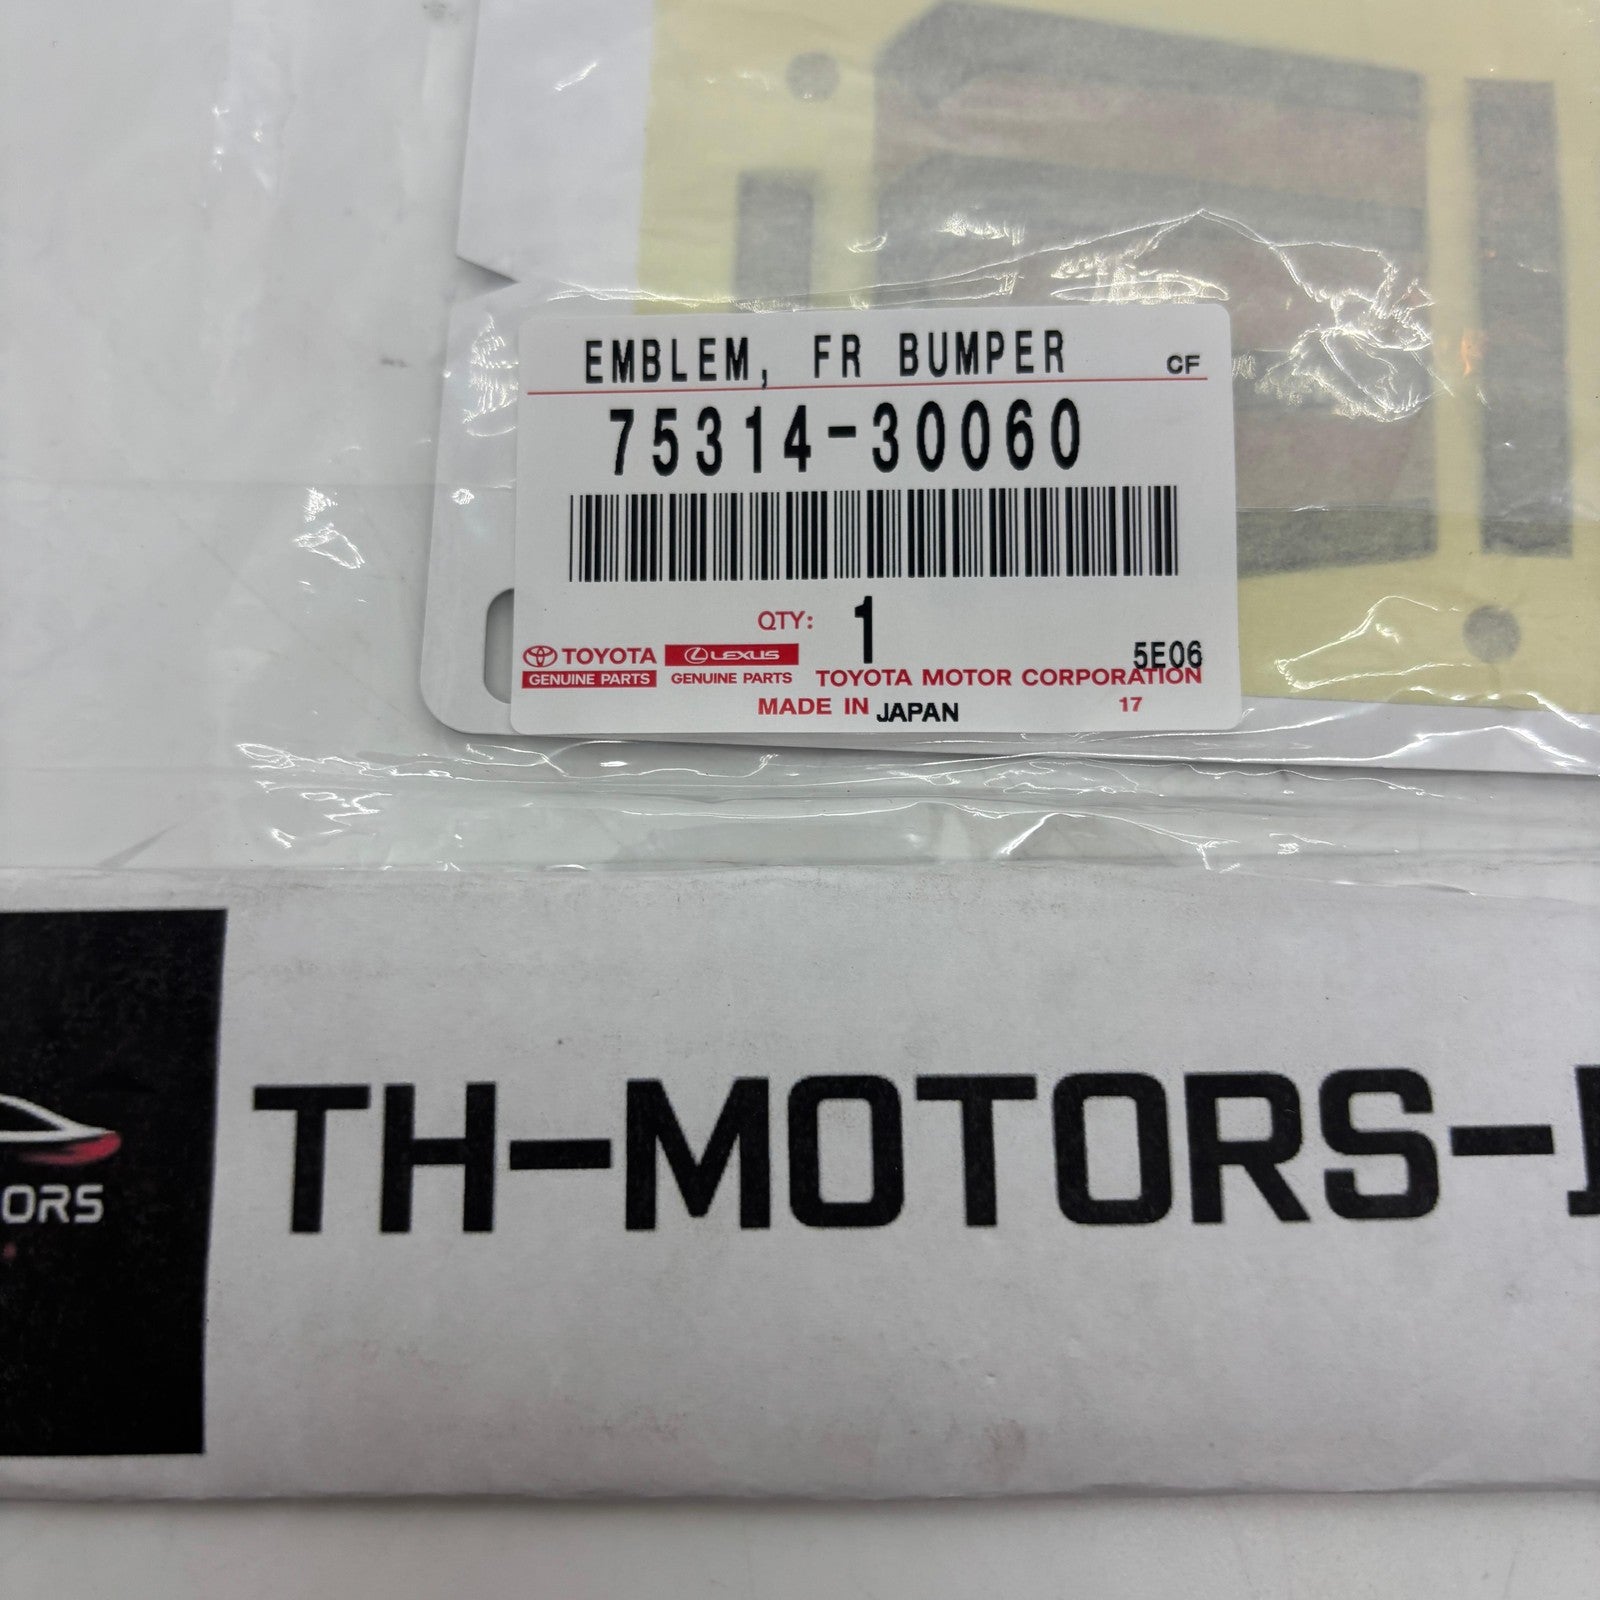 EMBLEM, FR BUMPER CF
75314-30060
QTY: 1
TOYOTA LEXUS 5E06
GENUINE PARTS GENUINE PARTS TOYOTA MOTOR CORPORATION
MADE IN JAPAN 17
TH-MOTORS-
ORS